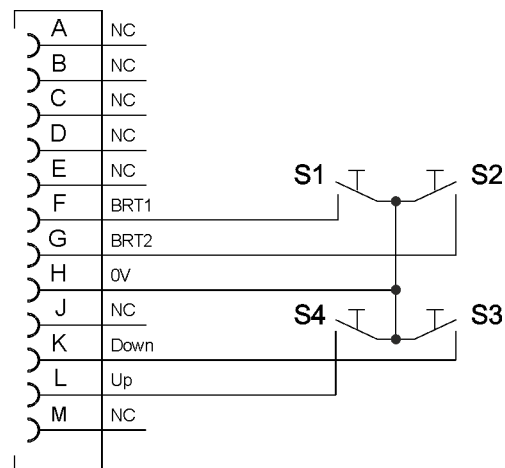 A NC
B NC
C NC
D NC
E NC
S1 S2
F BRT1
G BRT2
H 0V
J NC
S4 S3
K Down
L Up
M NC